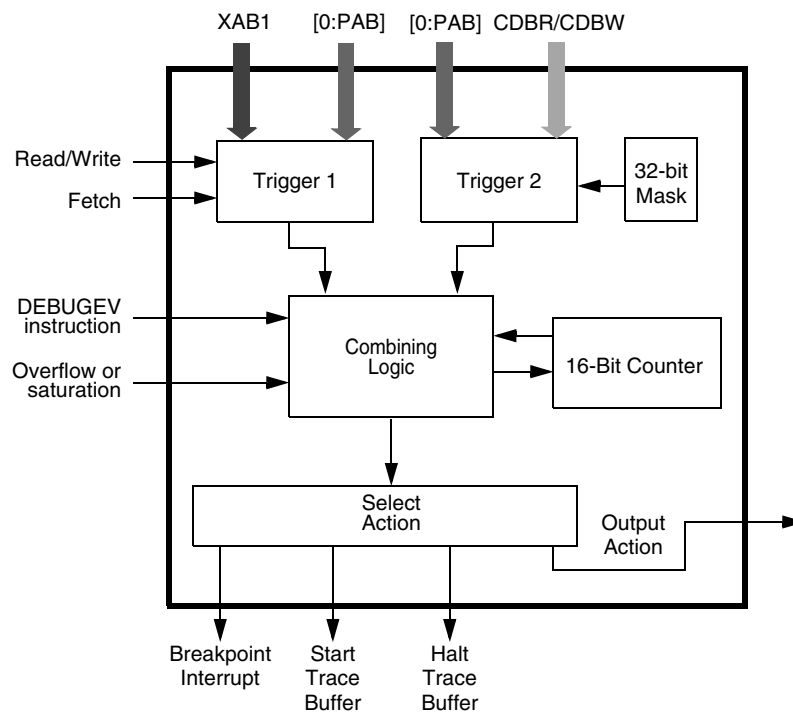 XAB1 [0:PAB] [0:PAB] CDBR/CDBW
Read/Write
Fetch
Trigger 1
Trigger 2
32-bit
Mask
DEBUGEV
instruction
Overflow or
saturation
Combining
Logic
16-Bit Counter
Select
Action
Output
Action
Breakpoint
Interrupt
Start
Trace
Buffer
Halt
Trace
Buffer